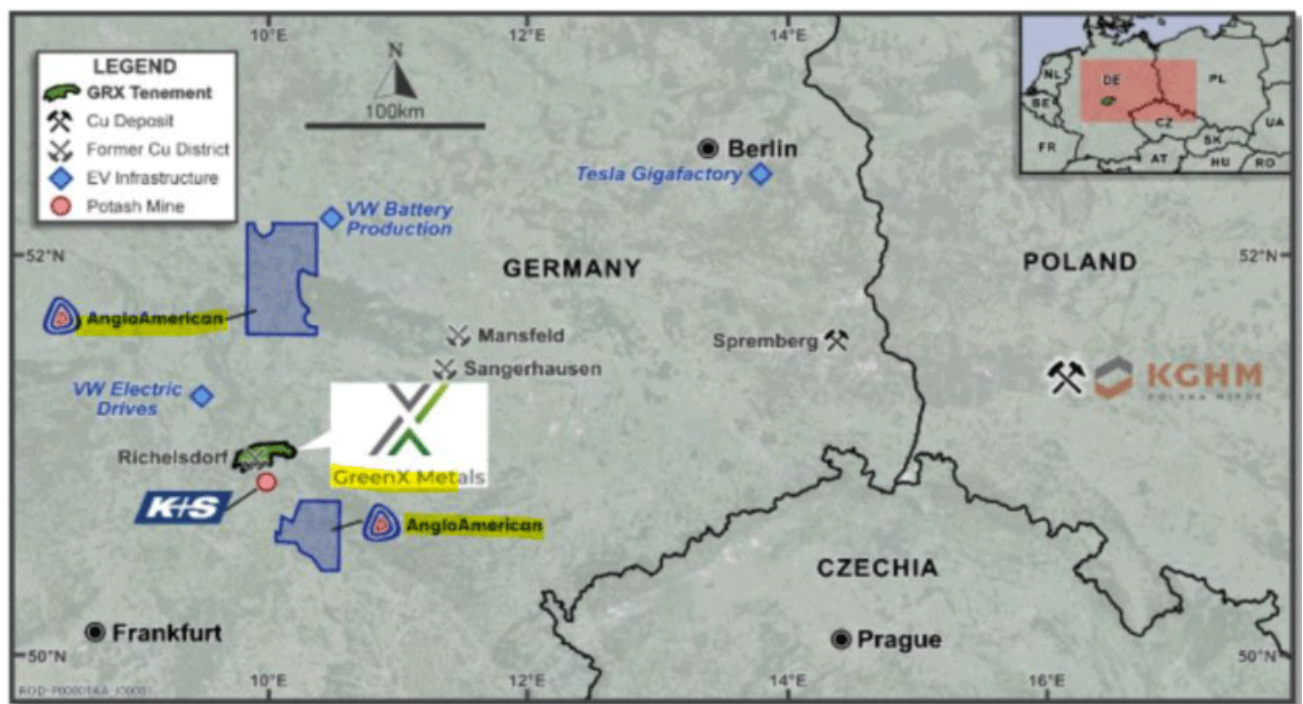 10°E 12°E 14°E
LEGEND
GRX Tenement
Cu Deposit
Former Cu District
EV Infrastructure
Potash Mine
N
100km
NL
DE
PL
BE
CZ
UA
FR
SK
AT
HU
RO
Berlin
Tesla Gigafactory
VW Battery
Production
52°N
GERMANY
POLAND
52°N
AngloAmerican
Mansfeld
Spremberg
Sangerhausen
KGHM
POLSKA MIEDŹ
VW Electric
Drives
Richelsdorf
GreenX Metals
K+S
AngloAmerican
CZECHIA
Frankfurt
Prague
50°N
50°N
10°E 12°E 14°E 16°E